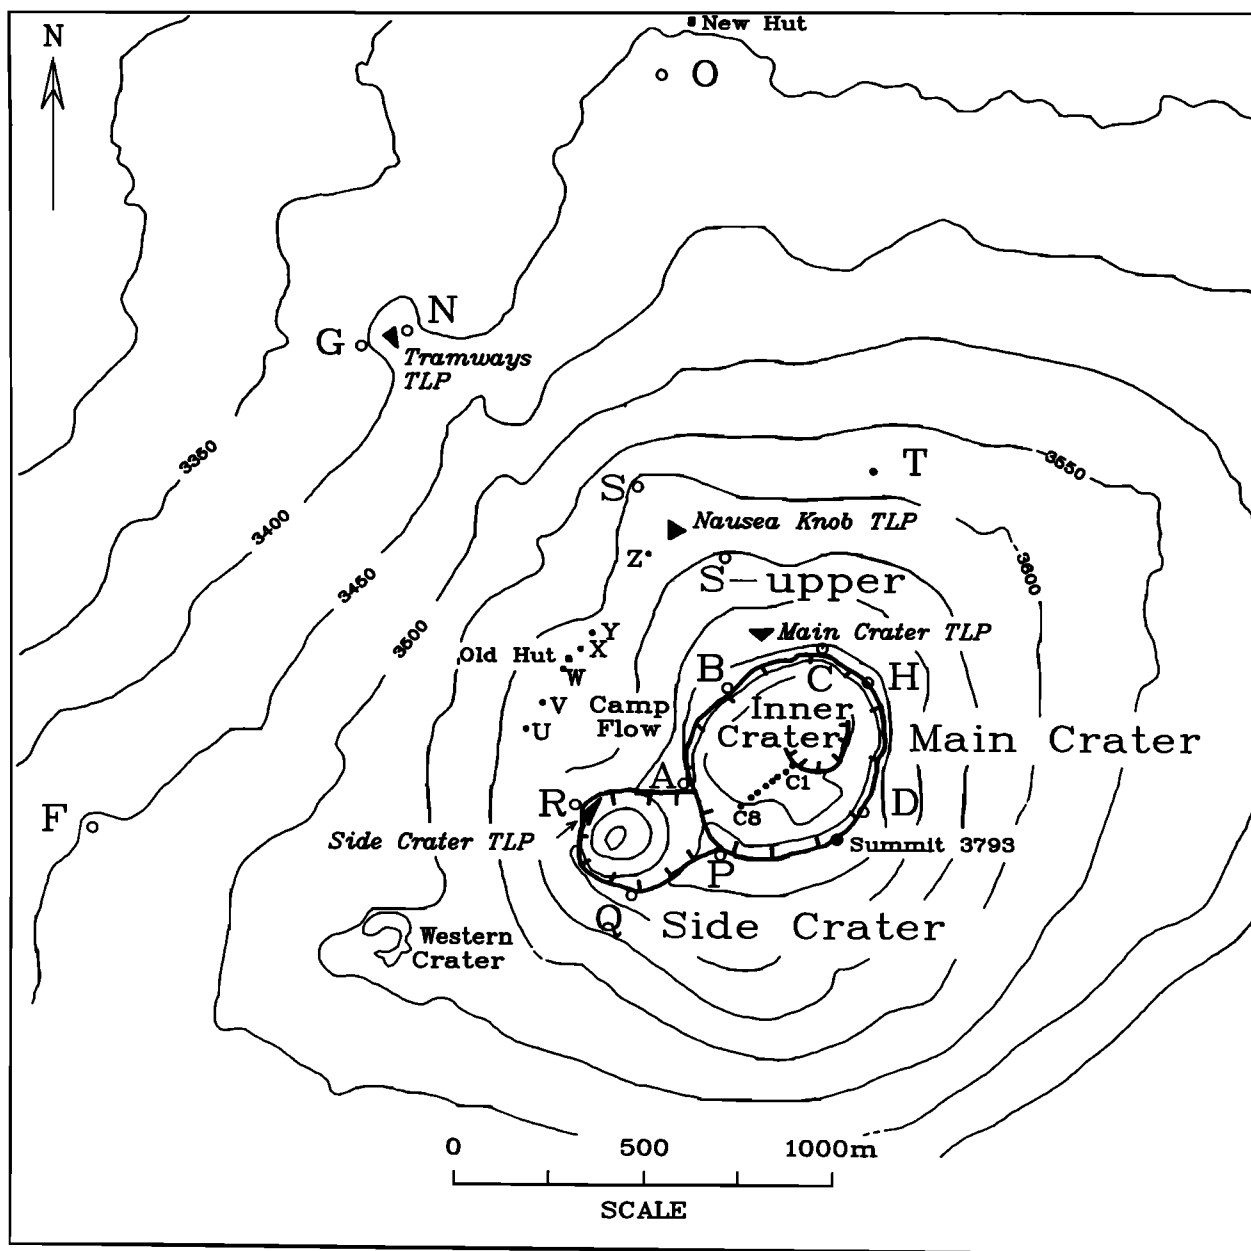 New Hut
N
O
N
G
Tramways
TLP
3350
T
3550
S
Nausea Knob TLP
3400
Z
S-upper
3600
3450
Y
Main Crater TLP
3500
X
Old Hut
W
B
C
H
V
Camp
Inner
U
Flow
Crater
Main Crater
A
C1
R
F
C8
D
Side Crater TLP
Summit 3793
P
Q
Side Crater
Western
Crater
0 500 1000m
SCALE